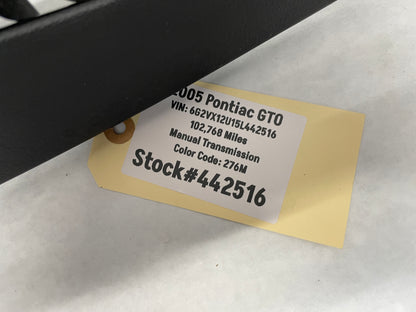 2005 Pontiac GTO
VIN: 6G2VX12U15L442516
102,768 Miles
Manual Transmission
Color Code: 276M
Stock#442516